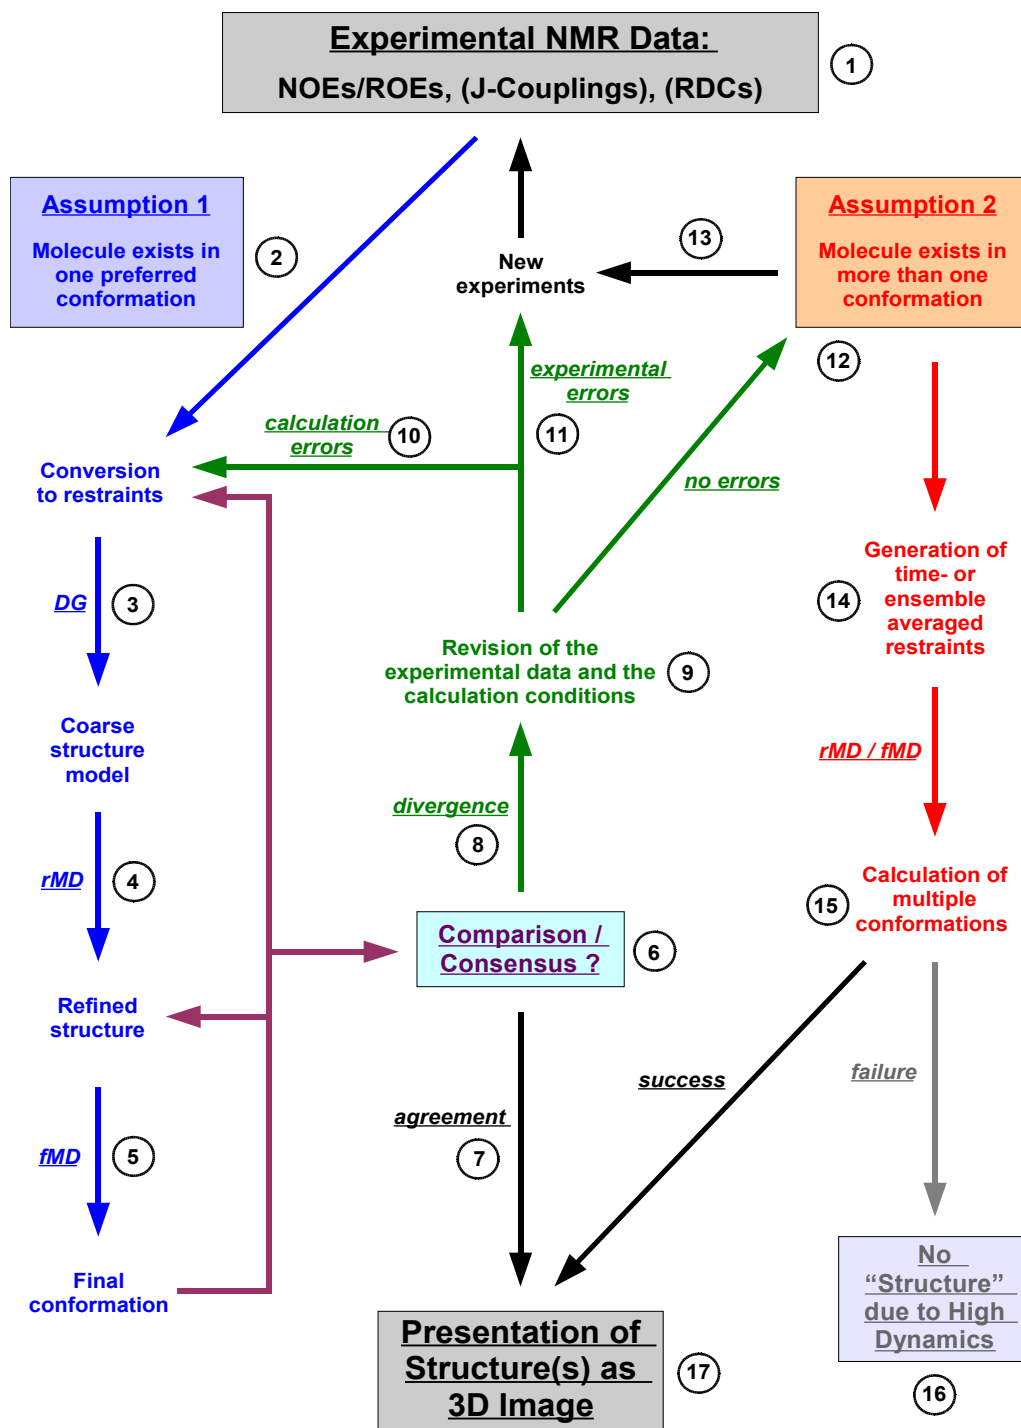 Experimental NMR Data:
NOEs/ROEs, (J-Couplings), (RDCs)
1
Assumption 1
Molecule exists in
one preferred
conformation
2
New
experiments
13
Assumption 2
Molecule exists in
more than one
conformation
12
experimental
errors
11
calculation
errors
10
no errors
Conversion
to restraints
DG
3
Coarse
structure
model
rMD
4
Refined
structure
fMD
5
Final
conformation
Revision of the
experimental data and the
calculation conditions
9
divergence
8
Comparison /
Consensus ?
6
agreement
7
Generation of
time- or
ensemble
averaged
restraints
14
rMD / fMD
Calculation of
multiple
conformations
15
success
failure
No
“Structure”
due to High
Dynamics
16
Presentation of
Structure(s) as
3D Image
17